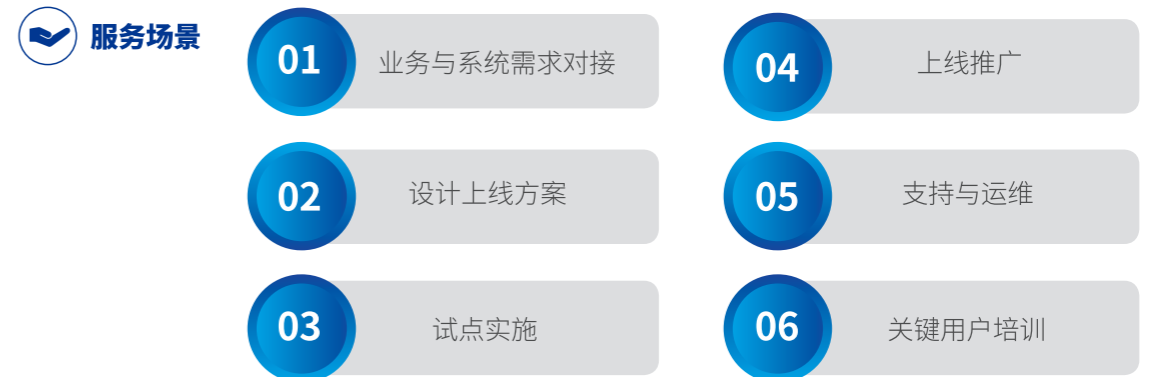 服务场景
01
业务与系统需求对接
02
设计上线方案
03
试点实施
04
上线推广
05
支持与运维
06
关键用户培训